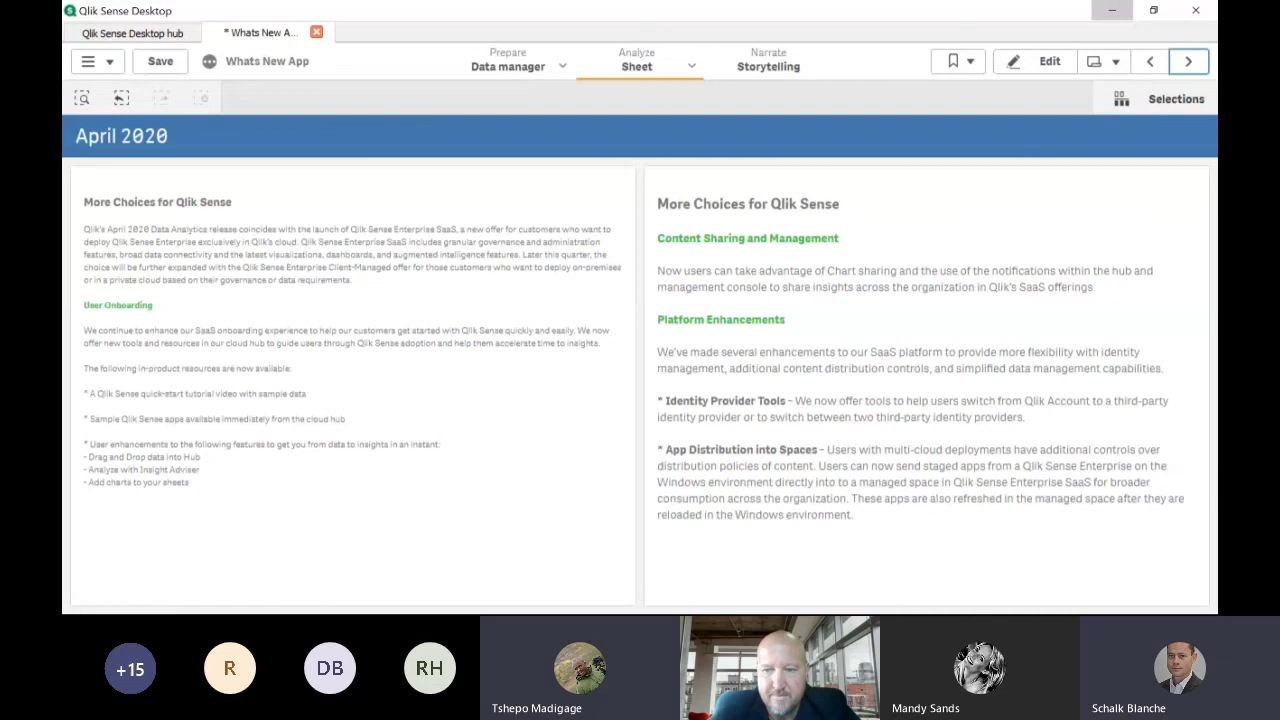 Qlik Sense Desktop
Qlik Sense Desktop hub
* Whats New A...
Save
Whats New App
Prepare
Data manager
Analyze
Sheet
Narrate
Storytelling
Edit
Selections
April 2020
More Choices for Qlik Sense
Qlik's April 2020 Data Analytics release coincides with the launch of Qlik Sense Enterprise SaaS, a new offer for customers who want to
deploy Qlik Sense Enterprise exclusively in Qlik's cloud. Qlik Sense Enterprise SaaS includes granular governance and administration
features, broad data connectivity and the latest visualizations, dashboards, and augmented intelligence features. Later this quarter, the
choice will be further expanded with the Qlik Sense Enterprise Client-Managed offer for those customers who want to deploy on-premises
or in a private cloud based on their governance or data requirements.
User Onboarding
We continue to enhance our SaaS onboarding experience to help our customers get started with Qlik Sense quickly and easily. We now
offer new tools and resources in our cloud hub to guide users through Qlik Sense adoption and help them accelerate time to insights.
The following in-product resources are now available:
* A Qlik Sense quick-start tutorial video with sample data
* Sample Qlik Sense apps available immediately from the cloud hub
* User enhancements to the following features to get you from data to insights in an instant:
- Drag and Drop data into Hub
- Analyze with Insight Adviser
- Add charts to your sheets
More Choices for Qlik Sense
Content Sharing and Management
Now users can take advantage of Chart sharing and the use of the notifications within the hub and
management console to share insights across the organization in Qlik's SaaS offerings.
Platform Enhancements
We've made several enhancements to our SaaS platform to provide more flexibility with identity
management, additional content distribution controls, and simplified data management capabilities.
* Identity Provider Tools – We now offer tools to help users switch from Qlik Account to a third-party
identity provider or to switch between two third-party identity providers.
* App Distribution into Spaces – Users with multi-cloud deployments have additional controls over
distribution policies of content. Users can now send staged apps from a Qlik Sense Enterprise on the
Windows environment directly into to a managed space in Qlik Sense Enterprise SaaS for broader
consumption across the organization. These apps are also refreshed in the managed space after they are
reloaded in the Windows environment.
+15
R
DB
RH
Tshepo Madigage
Mandy Sands
Schalk Blanche